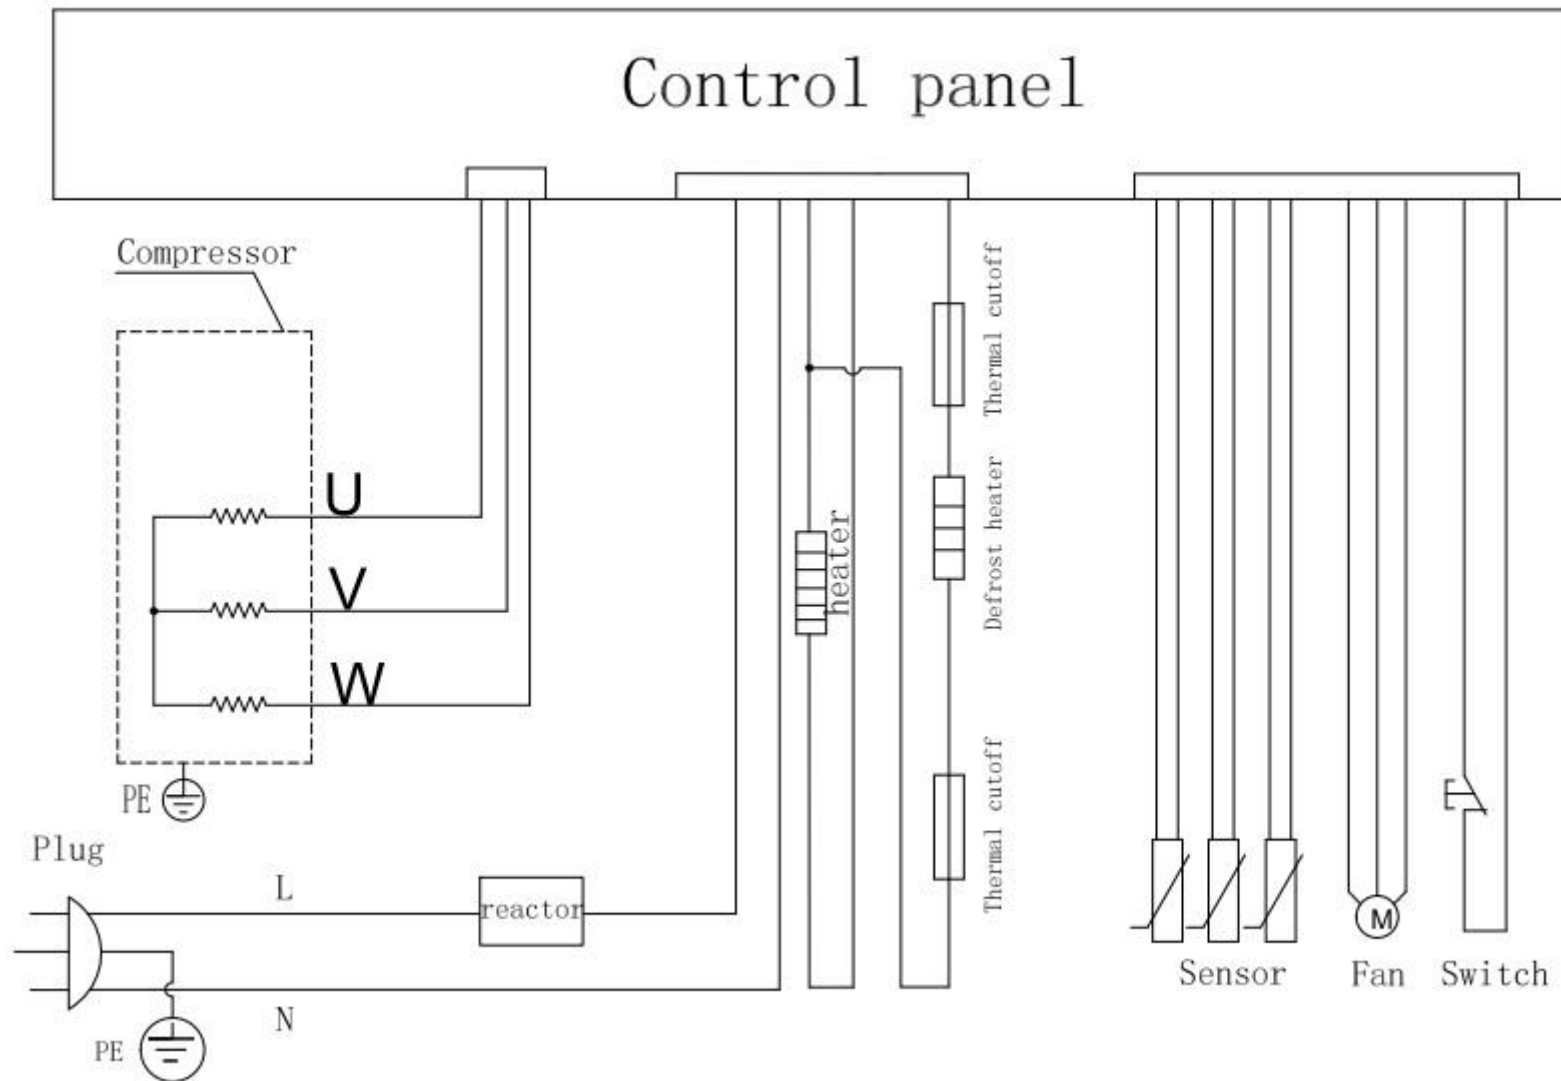 Control panel
Compressor
Thermal cutoff
U
Defrost heater
heater
V
W
Thermal cutoff
PE
Plug
L
reactor
M
Sensor
Fan
Switch
N
PE